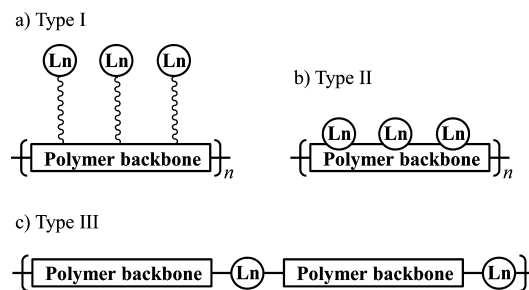 a) Type I
Ln Ln Ln
Polymer backbone
n
b) Type II
Ln Ln Ln
Polymer backbone
n
c) Type III
Polymer backbone Ln Polymer backbone Ln